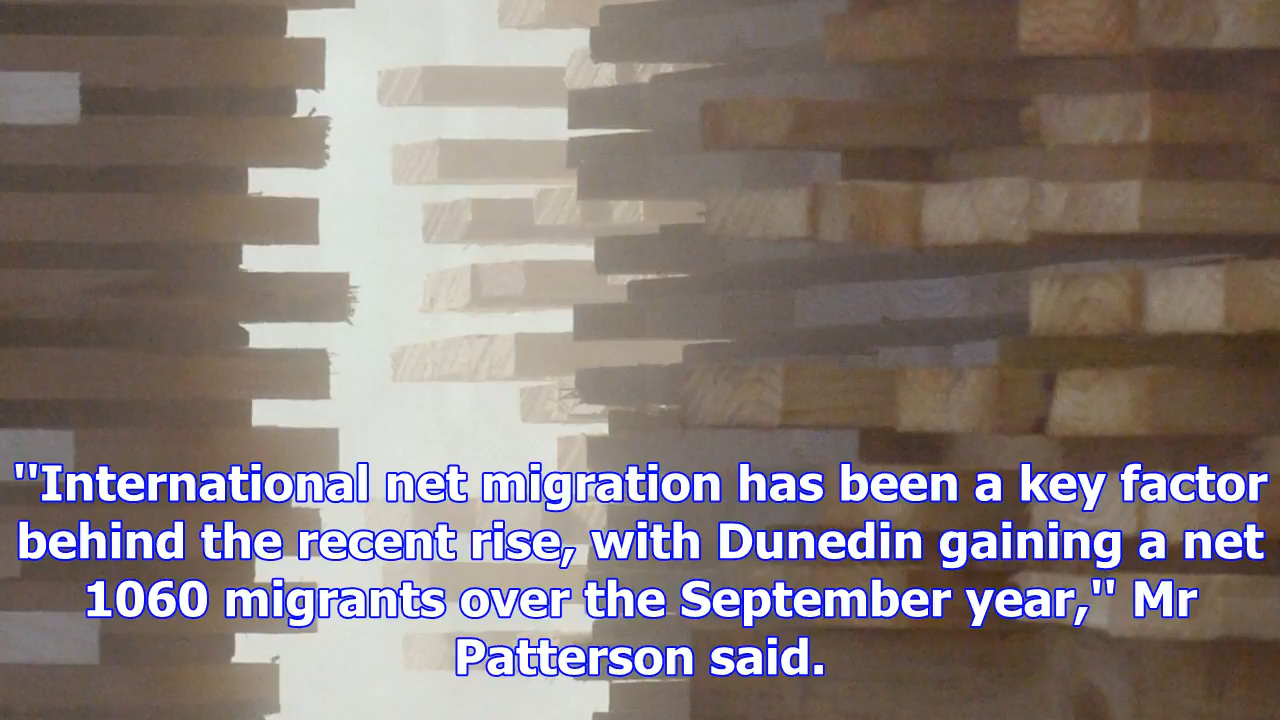 "International net migration has been a key factor
behind the recent rise, with Dunedin gaining a net
1060 migrants over the September year," Mr
Patterson said.